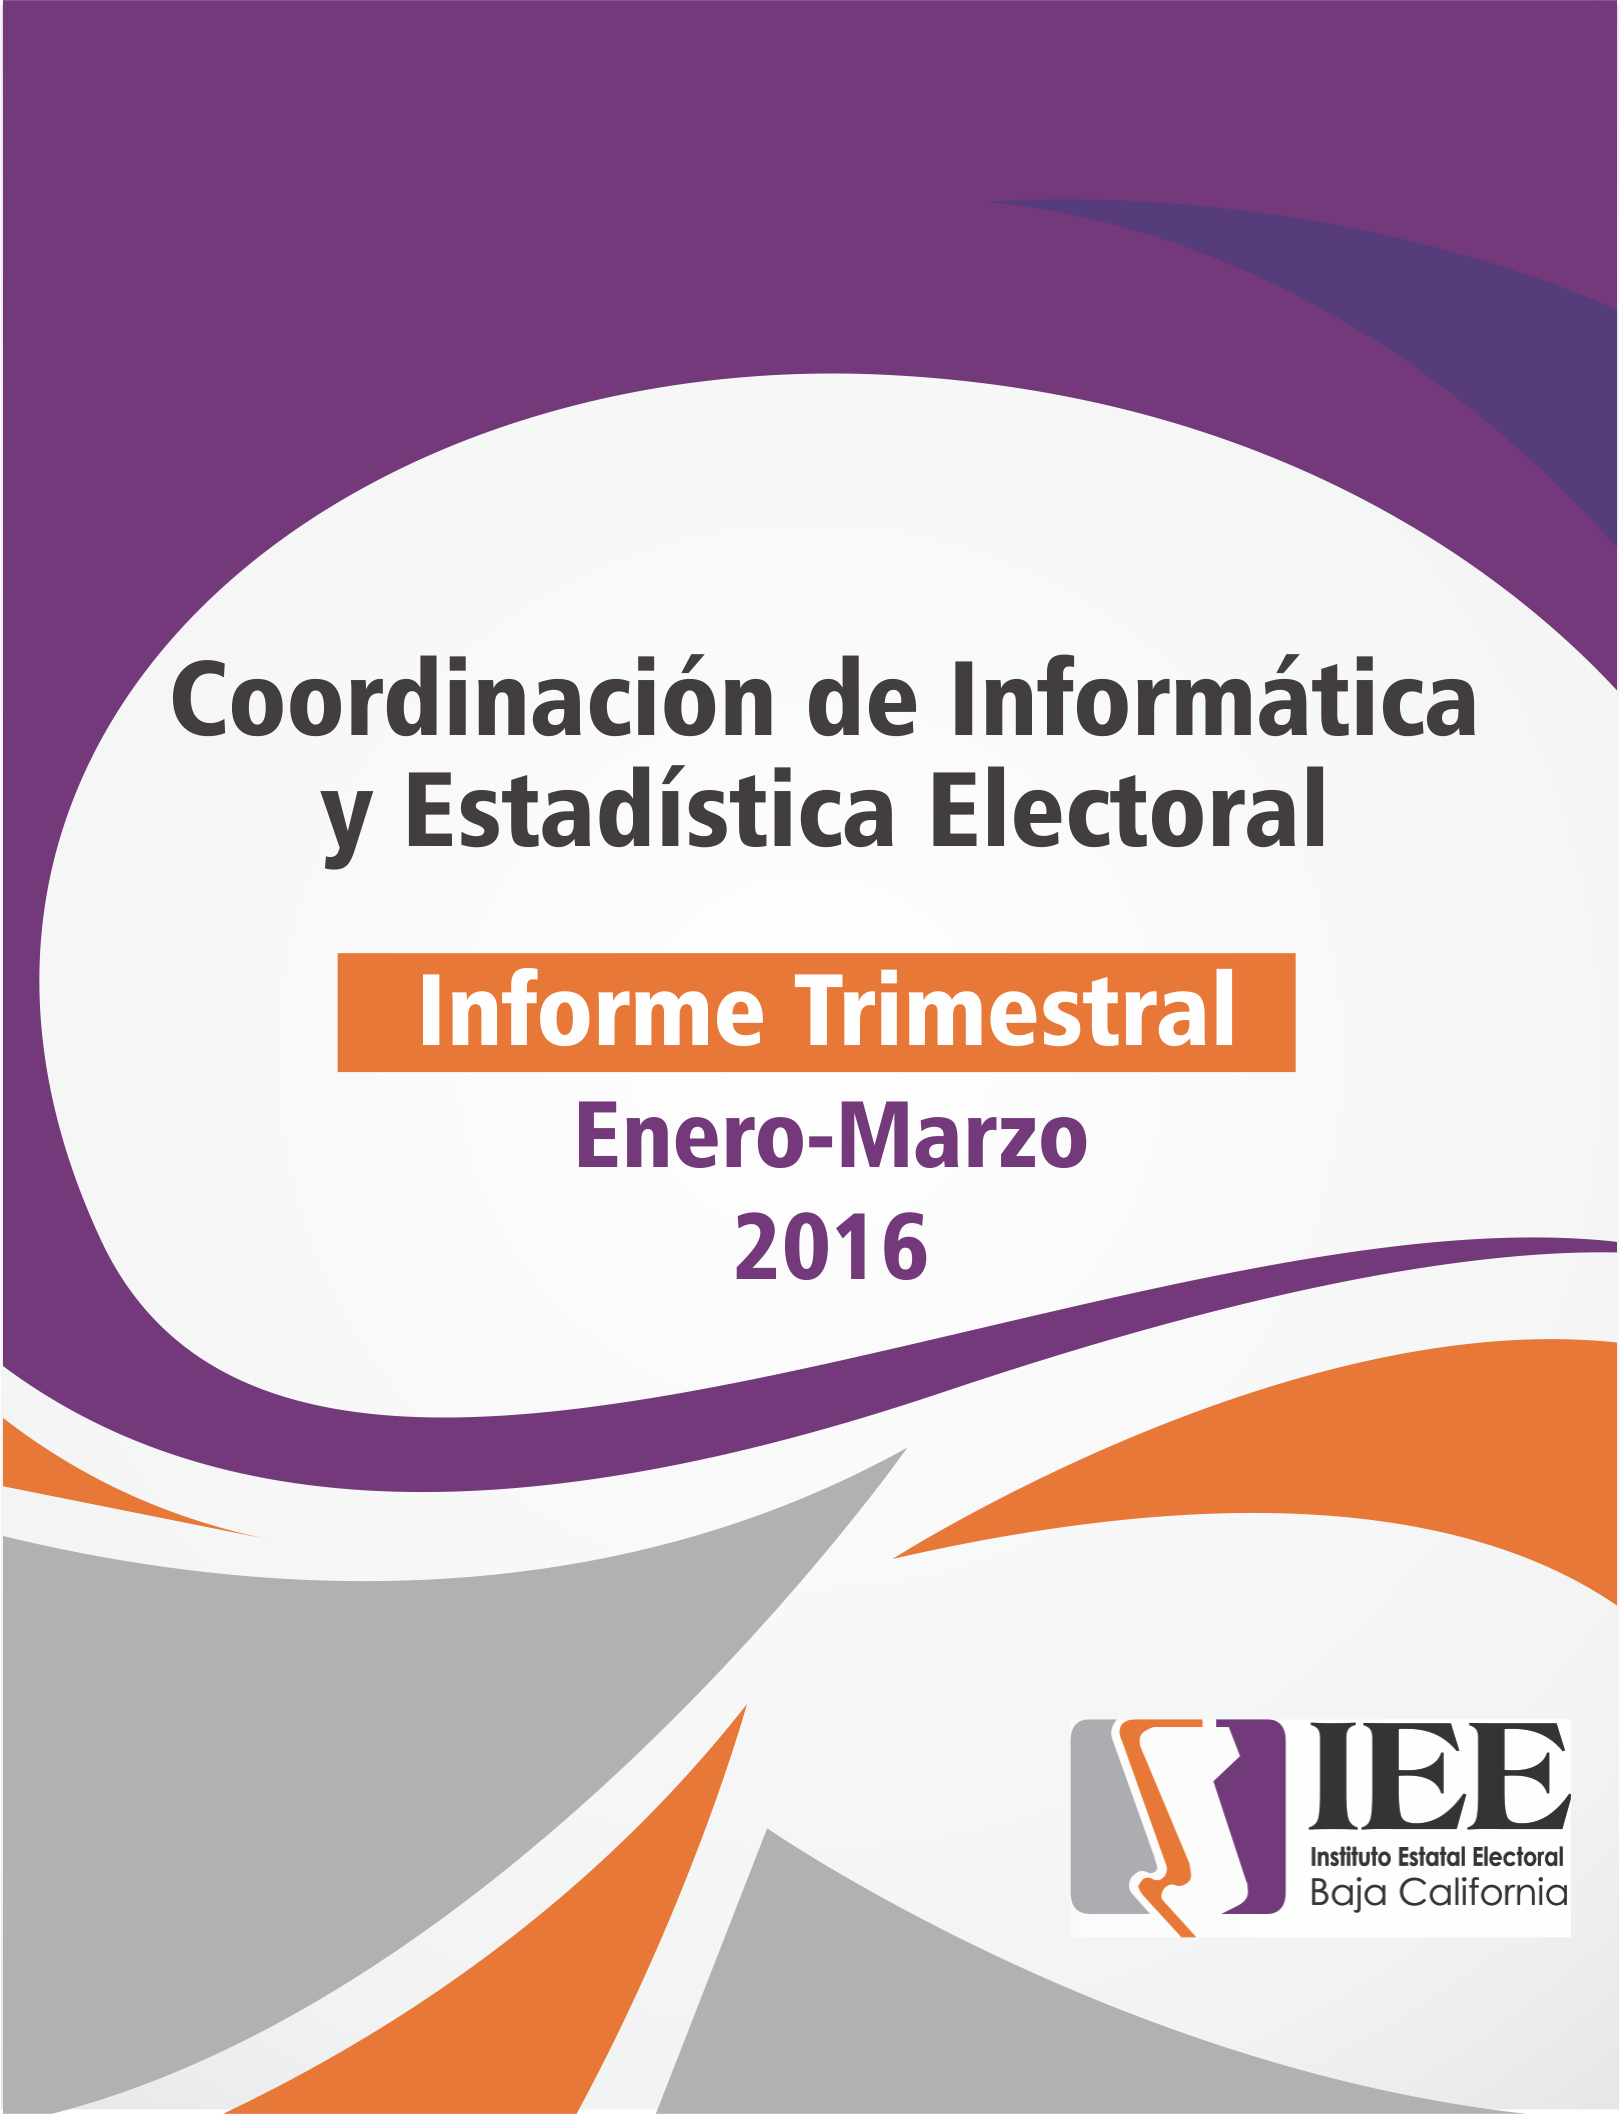 Coordinación de Informática
y Estadística Electoral
Informe Trimestral
Enero-Marzo
2016
IEE
Instituto Estatal Electoral
Baja California